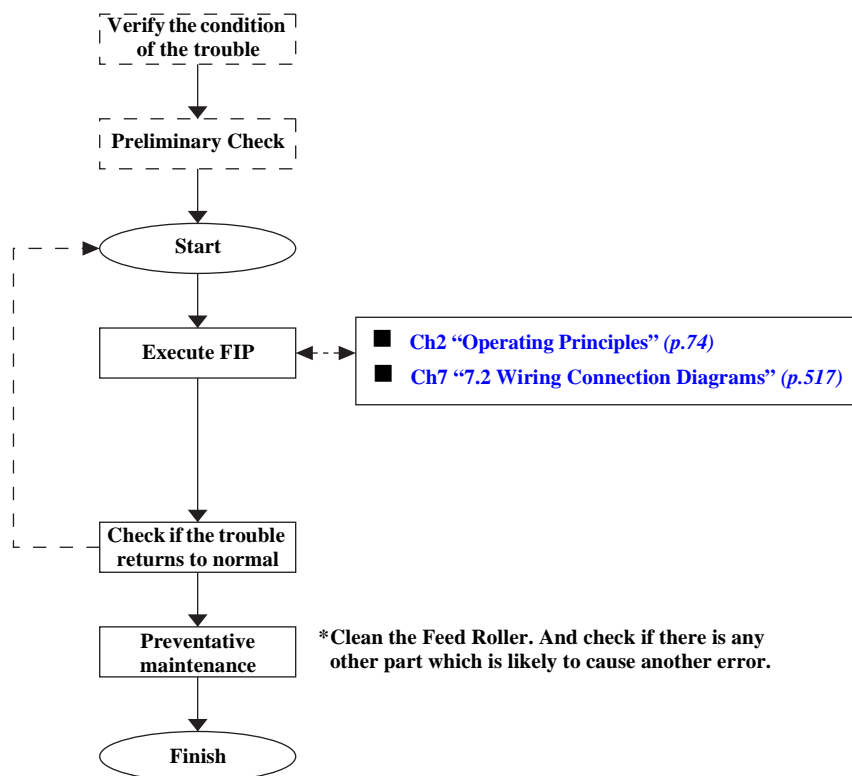 Verify the condition
of the trouble
Preliminary Check
Start
Execute FIP
■ Ch2 “Operating Principles” (p.74)
■ Ch7 “7.2 Wiring Connection Diagrams” (p.517)
Check if the trouble
returns to normal
Preventative
maintenance
*Clean the Feed Roller. And check if there is any
other part which is likely to cause another error.
Finish